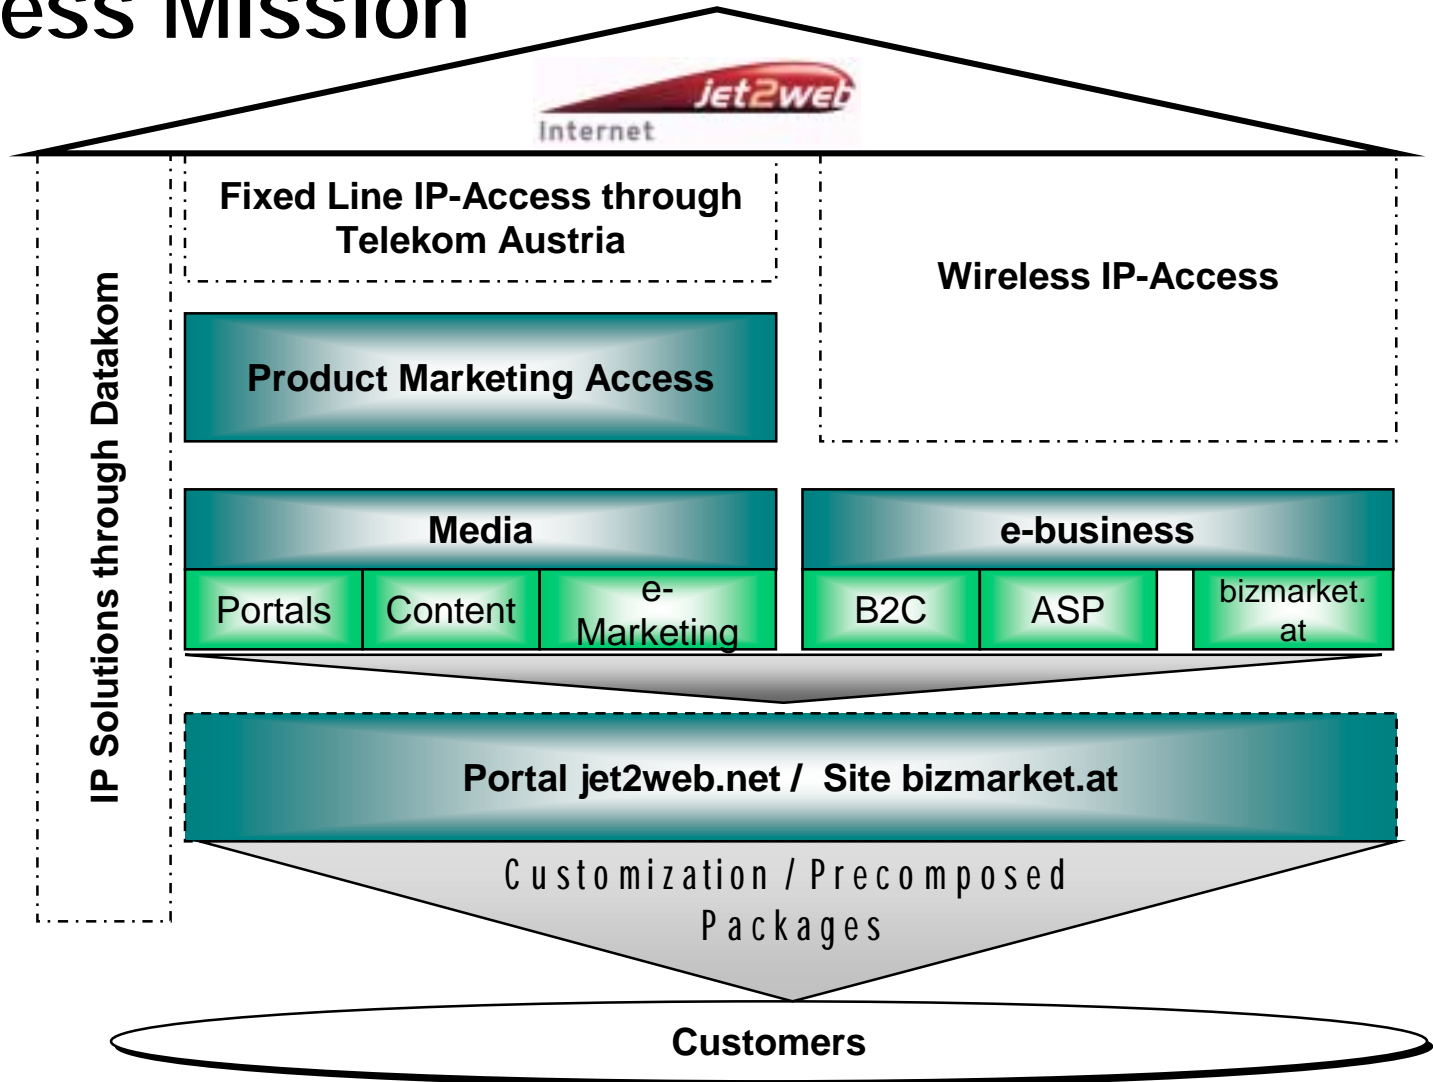 ess Mission
jet2web
Internet
Fixed Line IP-Access through
Telekom Austria
Wireless IP-Access
IP Solutions through Datakom
Product Marketing Access
Media
e-business
Portals
Content
e-
Marketing
B2C
ASP
bizmarket.
at
Portal jet2web.net / Site bizmarket.at
Customization / Precomposed
Packages
Customers